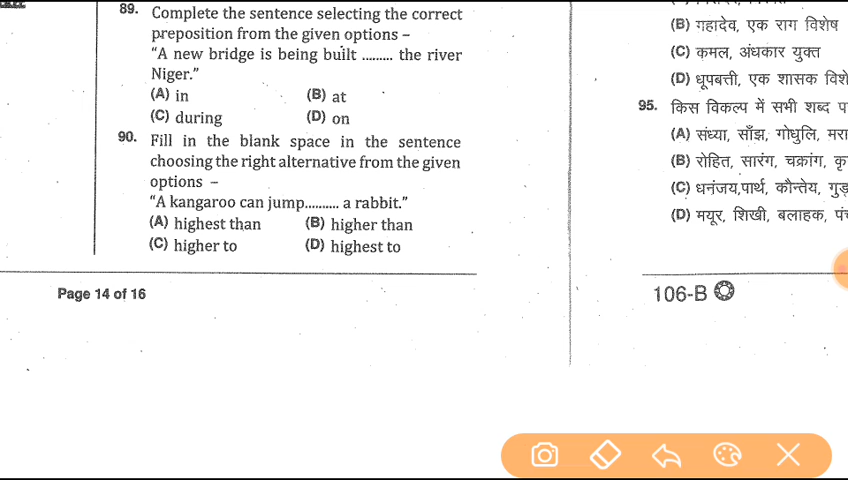 89. Complete the sentence selecting the correct
preposition from the given options –
“A new bridge is being built ......... the river
Niger.”
(A) in (B) at
(C) during (D) on
90. Fill in the blank space in the sentence
choosing the right alternative from the given
options –
“A kangaroo can jump.......... a rabbit.”
(A) highest than (B) higher than
(C) higher to (D) highest to
Page 14 of 16
(B) गहादेव, एक राग विशेष
(C) कमल, अंधकार युक्त
(D) धूपबत्ती, एक शासक
95. किस विकल्प में सभी शब्द
(A) संध्या, साँझ, गोधुलि,
(B) रोहित, सारंग, चक्रांग,
(C) धनंजय,पार्थ, कौन्तेय,
(D) मयूर, शिखी, बलाहक,
106-B